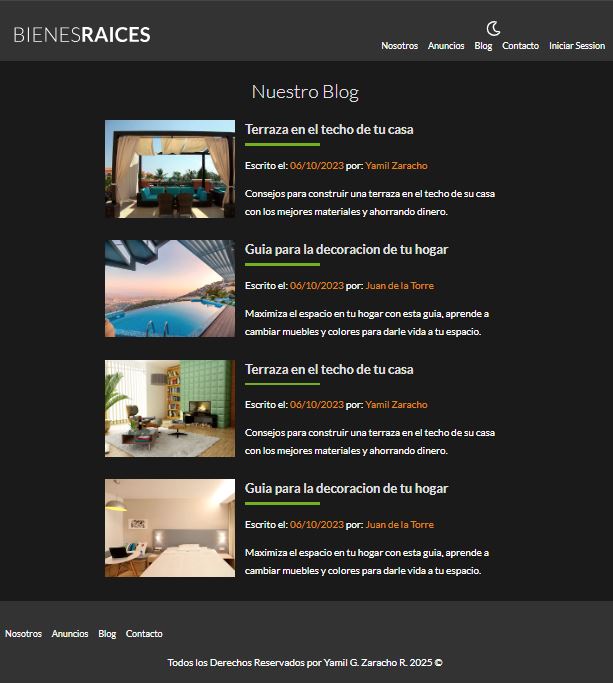 BIENESRAICES
Nosotros Anuncios Blog Contacto Iniciar Session
Nuestro Blog
Terraza en el techo de tu casa
Escrito el: 06/10/2023 por: Yamil Zaracho
Consejos para construir una terraza en el techo de su casa
con los mejores materiales y ahorrando dinero.
Guia para la decoracion de tu hogar
Escrito el: 06/10/2023 por: Juan de la Torre
Maximiza el espacio en tu hogar con esta guia, aprende a
cambiar muebles y colores para darle vida a tu espacio.
Terraza en el techo de tu casa
Escrito el: 06/10/2023 por: Yamil Zaracho
Consejos para construir una terraza en el techo de su casa
con los mejores materiales y ahorrando dinero.
Guia para la decoracion de tu hogar
Escrito el: 06/10/2023 por: Juan de la Torre
Maximiza el espacio en tu hogar con esta guia, aprende a
cambiar muebles y colores para darle vida a tu espacio.
Nosotros Anuncios Blog Contacto
Todos los Derechos Reservados por Yamil G. Zaracho R. 2025 ©